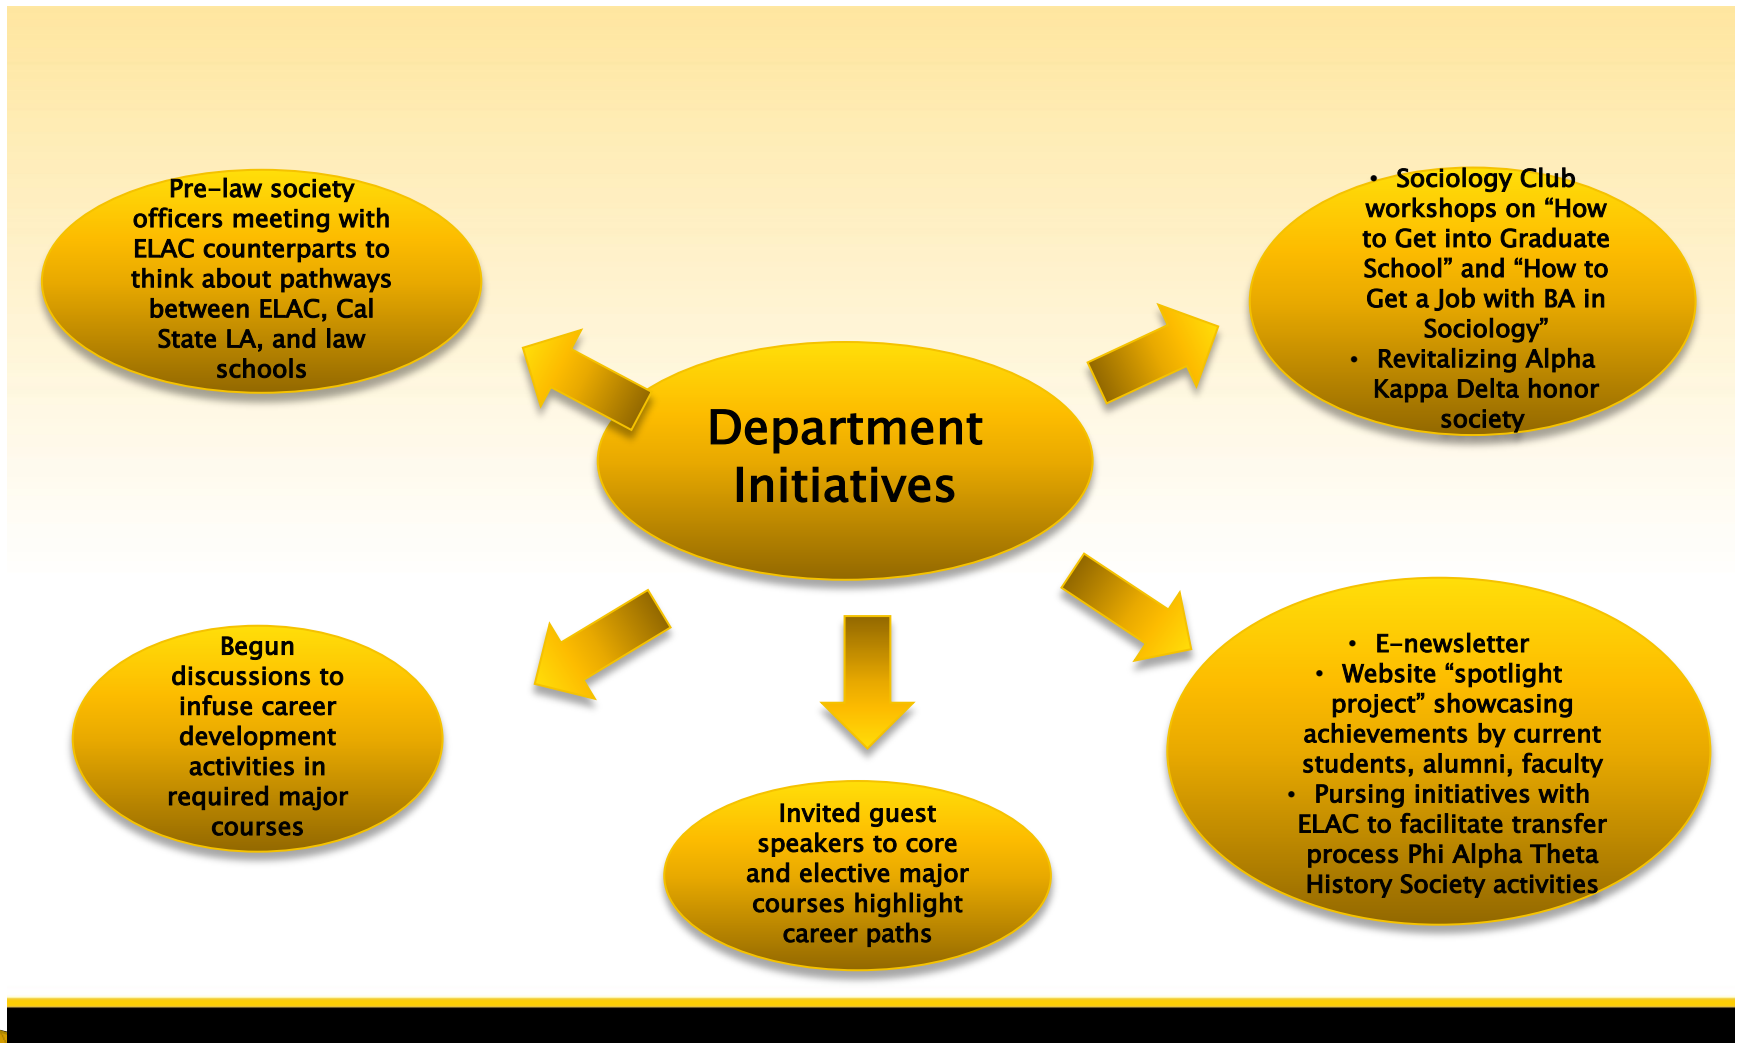 Pre-law society
officers meeting with
ELAC counterparts to
think about pathways
between ELAC, Cal
State LA, and law
schools
• Sociology Club
workshops on “How
to Get into Graduate
School” and “How to
Get a Job with BA in
Sociology”
• Revitalizing Alpha
Kappa Delta honor
society
Department
Initiatives
Begun
discussions to
infuse career
development
activities in
required major
courses
Invited guest
speakers to core
and elective major
courses highlight
career paths
• E-newsletter
• Website “spotlight
project” showcasing
achievements by current
students, alumni, faculty
• Pursing initiatives with
ELAC to facilitate transfer
process Phi Alpha Theta
History Society activities